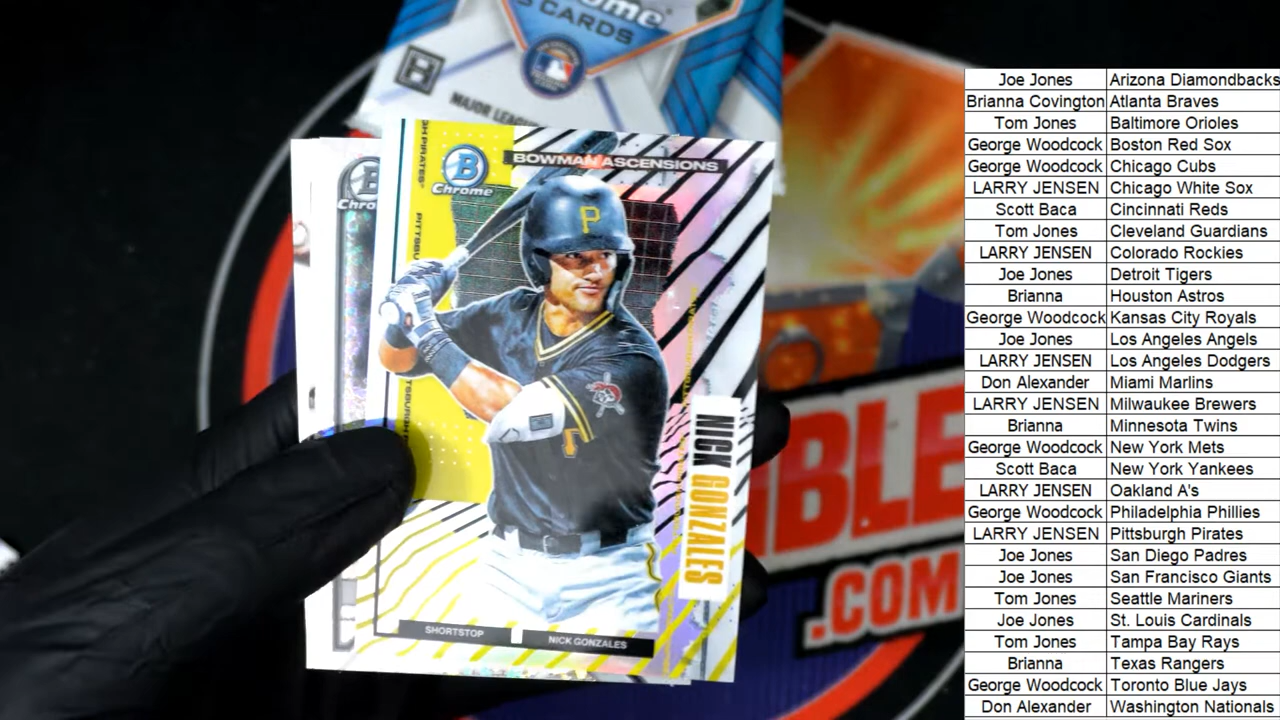 ome
5 CARDS
MAJOR LEAGUE
BOWMAN ASCENSIONS
B
Chrome
P
PITTSBURGH
NICK GONZALES
SHORTSTOP
NICK GONZALES
IBLE
.COM
Joe Jones Arizona Diamondbacks
Brianna Covington Atlanta Braves
Tom Jones Baltimore Orioles
George Woodcock Boston Red Sox
George Woodcock Chicago Cubs
LARRY JENSEN Chicago White Sox
Scott Baca Cincinnati Reds
Tom Jones Cleveland Guardians
LARRY JENSEN Colorado Rockies
Joe Jones Detroit Tigers
Brianna Houston Astros
George Woodcock Kansas City Royals
Joe Jones Los Angeles Angels
LARRY JENSEN Los Angeles Dodgers
Don Alexander Miami Marlins
LARRY JENSEN Milwaukee Brewers
Brianna Minnesota Twins
George Woodcock New York Mets
Scott Baca New York Yankees
LARRY JENSEN Oakland A's
George Woodcock Philadelphia Phillies
LARRY JENSEN Pittsburgh Pirates
Joe Jones San Diego Padres
Joe Jones San Francisco Giants
Tom Jones Seattle Mariners
Joe Jones St. Louis Cardinals
Tom Jones Tampa Bay Rays
Brianna Texas Rangers
George Woodcock Toronto Blue Jays
Don Alexander Washington Nationals